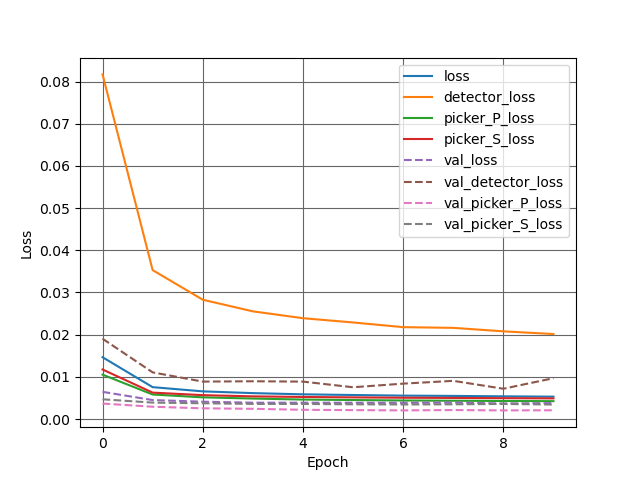 0.08
0.07
0.06
0.05
0.04
0.03
0.02
0.01
0.00
Loss
0 2 4 6 8
Epoch
loss
detector_loss
picker_P_loss
picker_S_loss
val_loss
val_detector_loss
val_picker_P_loss
val_picker_S_loss